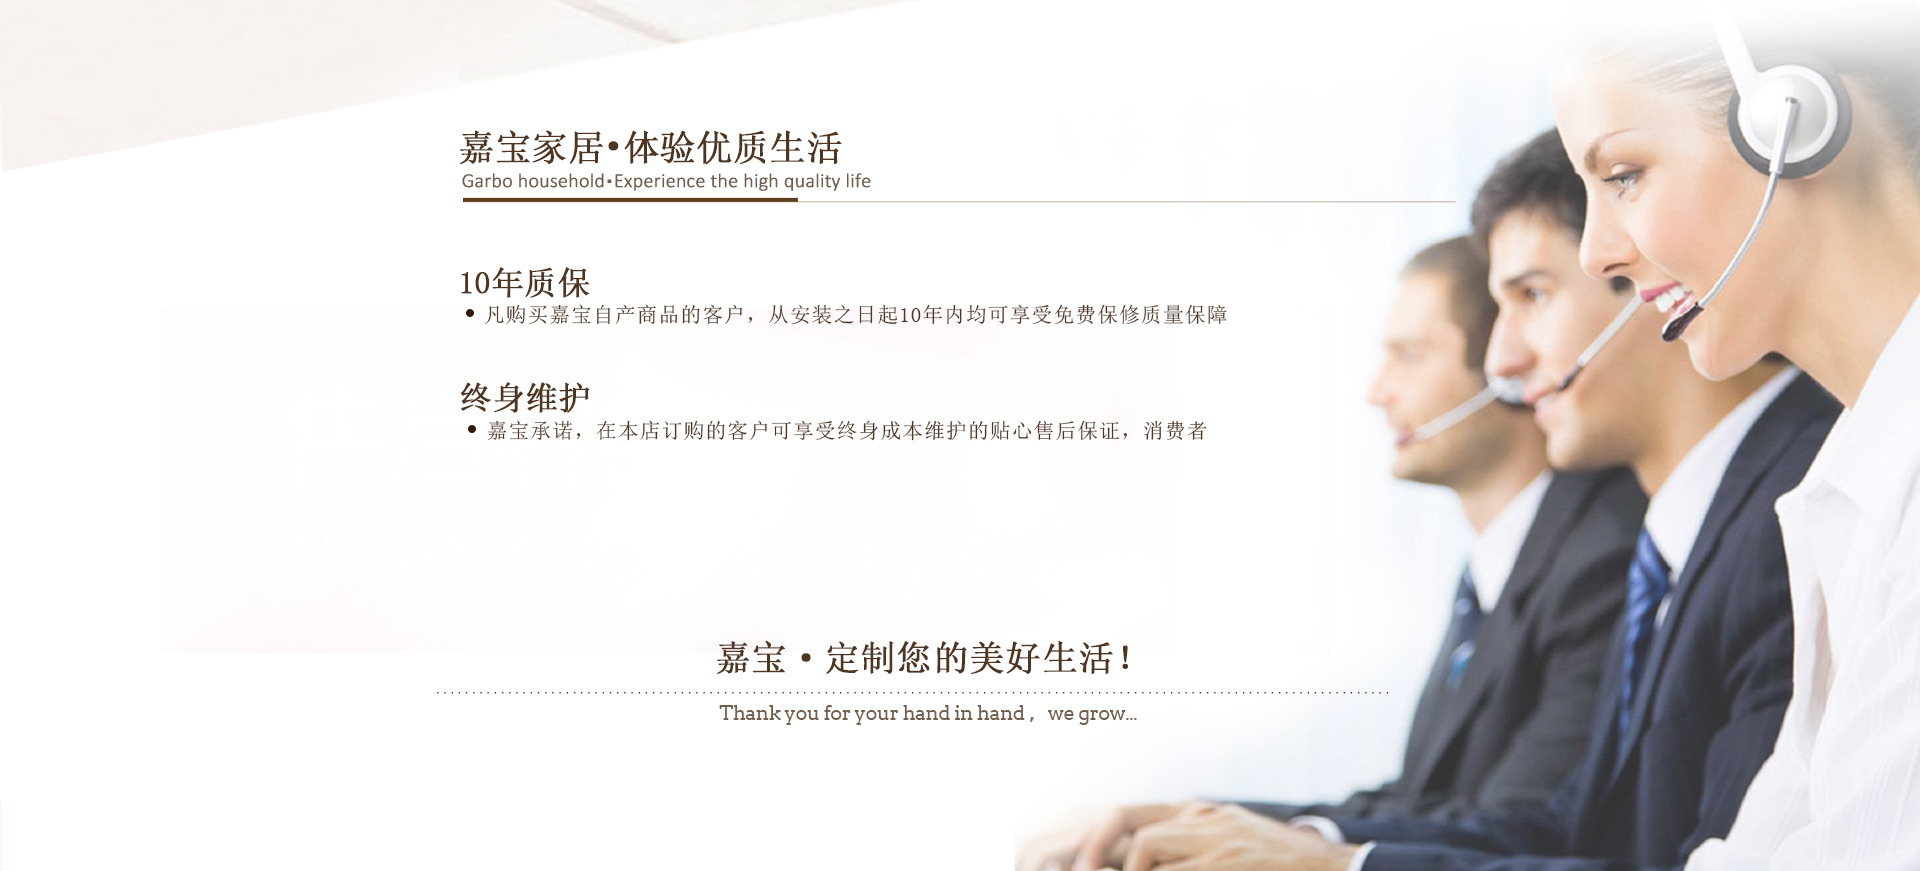 嘉宝家居•体验优质生活
Garbo household•Experience the high quality life
10年质保
• 凡购买嘉宝自产商品的客户，从安装之日起10年内均可享受免费保修质量保障
终身维护
• 嘉宝承诺，在本店订购的客户可享受终身成本维护的贴心售后保证，消费者
嘉宝•定制您的美好生活！
Thank you for your hand in hand，we grow...